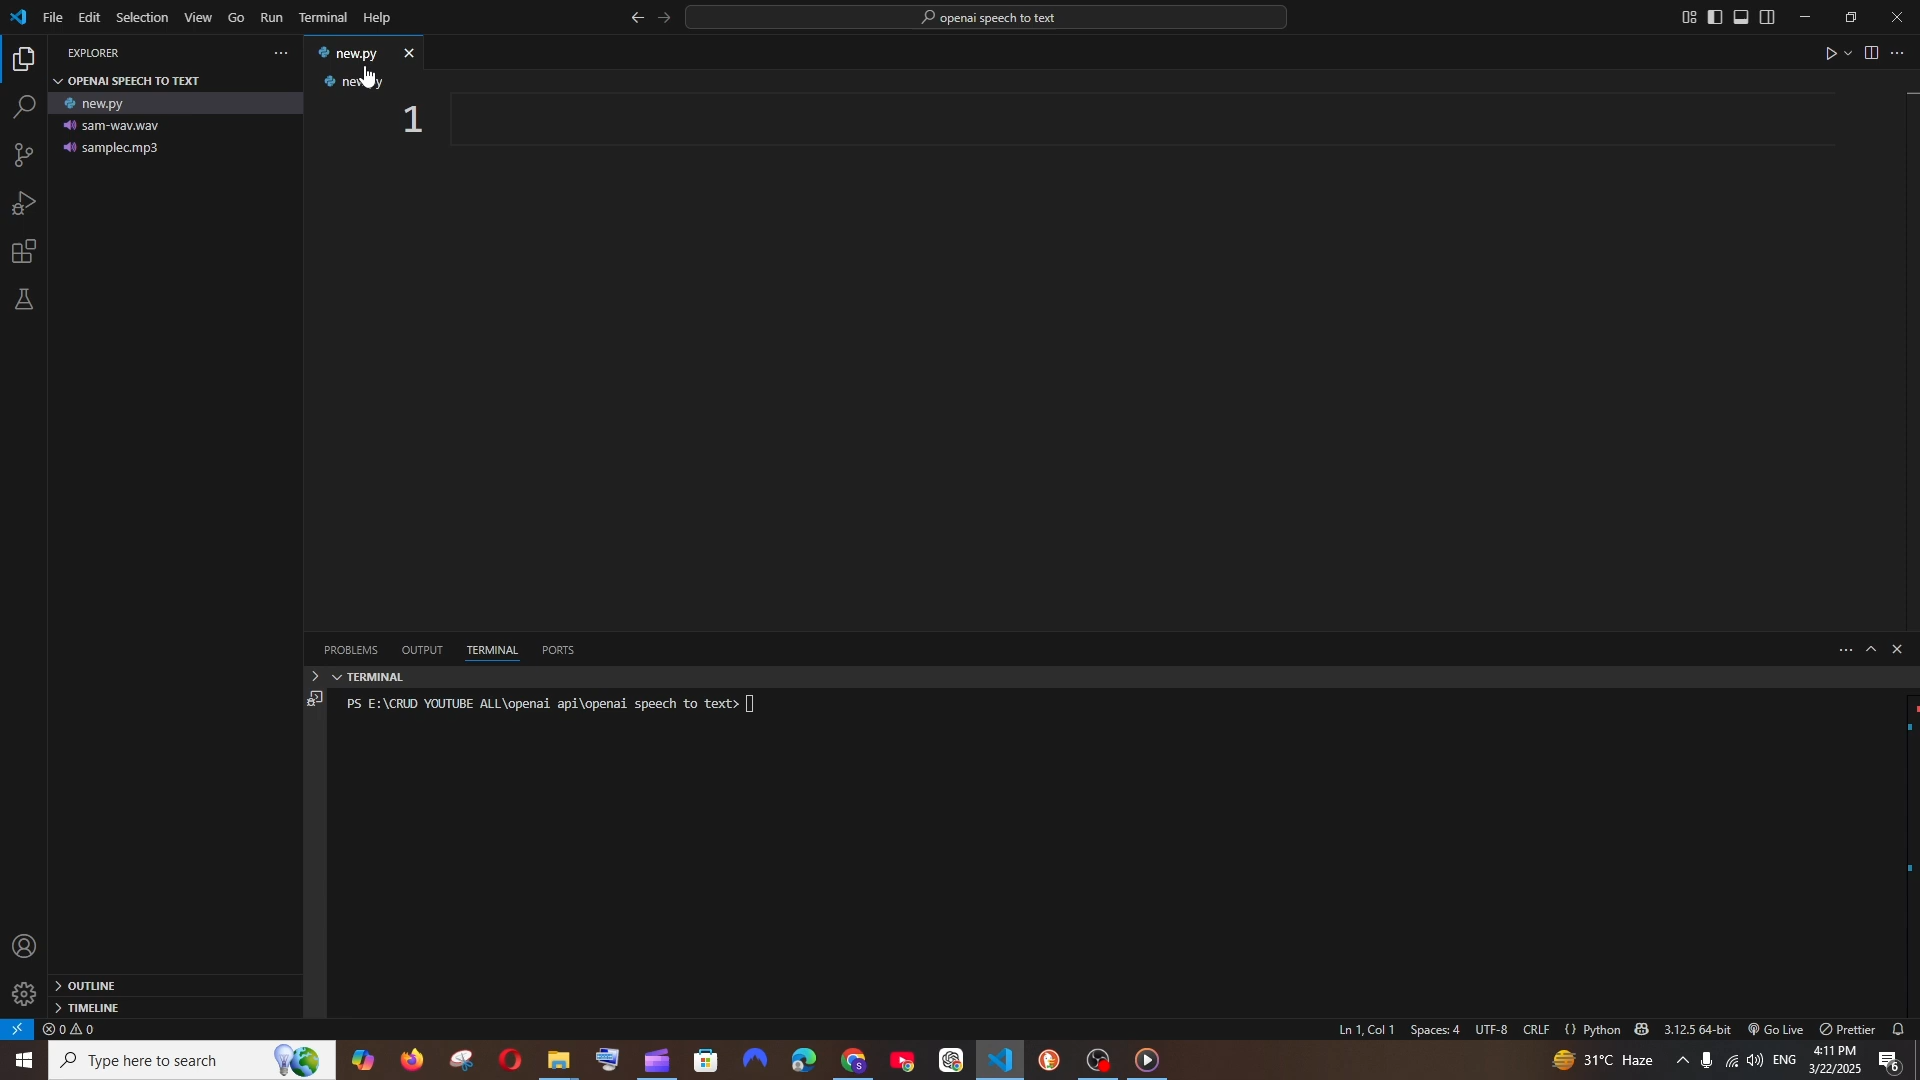 File Edit Selection View Go Run Terminal Help
openai speech to text
EXPLORER
new.py
OPENAI SPEECH TO TEXT
new.py
new.py
1
sam-wav.wav
samplec.mp3
PROBLEMS OUTPUT TERMINAL PORTS
TERMINAL
PS E:\CRUD YOUTUBE ALL\openai api\openai speech to text>
OUTLINE
TIMELINE
0 0
Ln 1, Col 1 Spaces: 4 UTF-8 CRLF {} Python 3.12.5 64-bit Go Live Prettier
Type here to search
31°C Haze
ENG
4:11 PM
3/22/2025
6